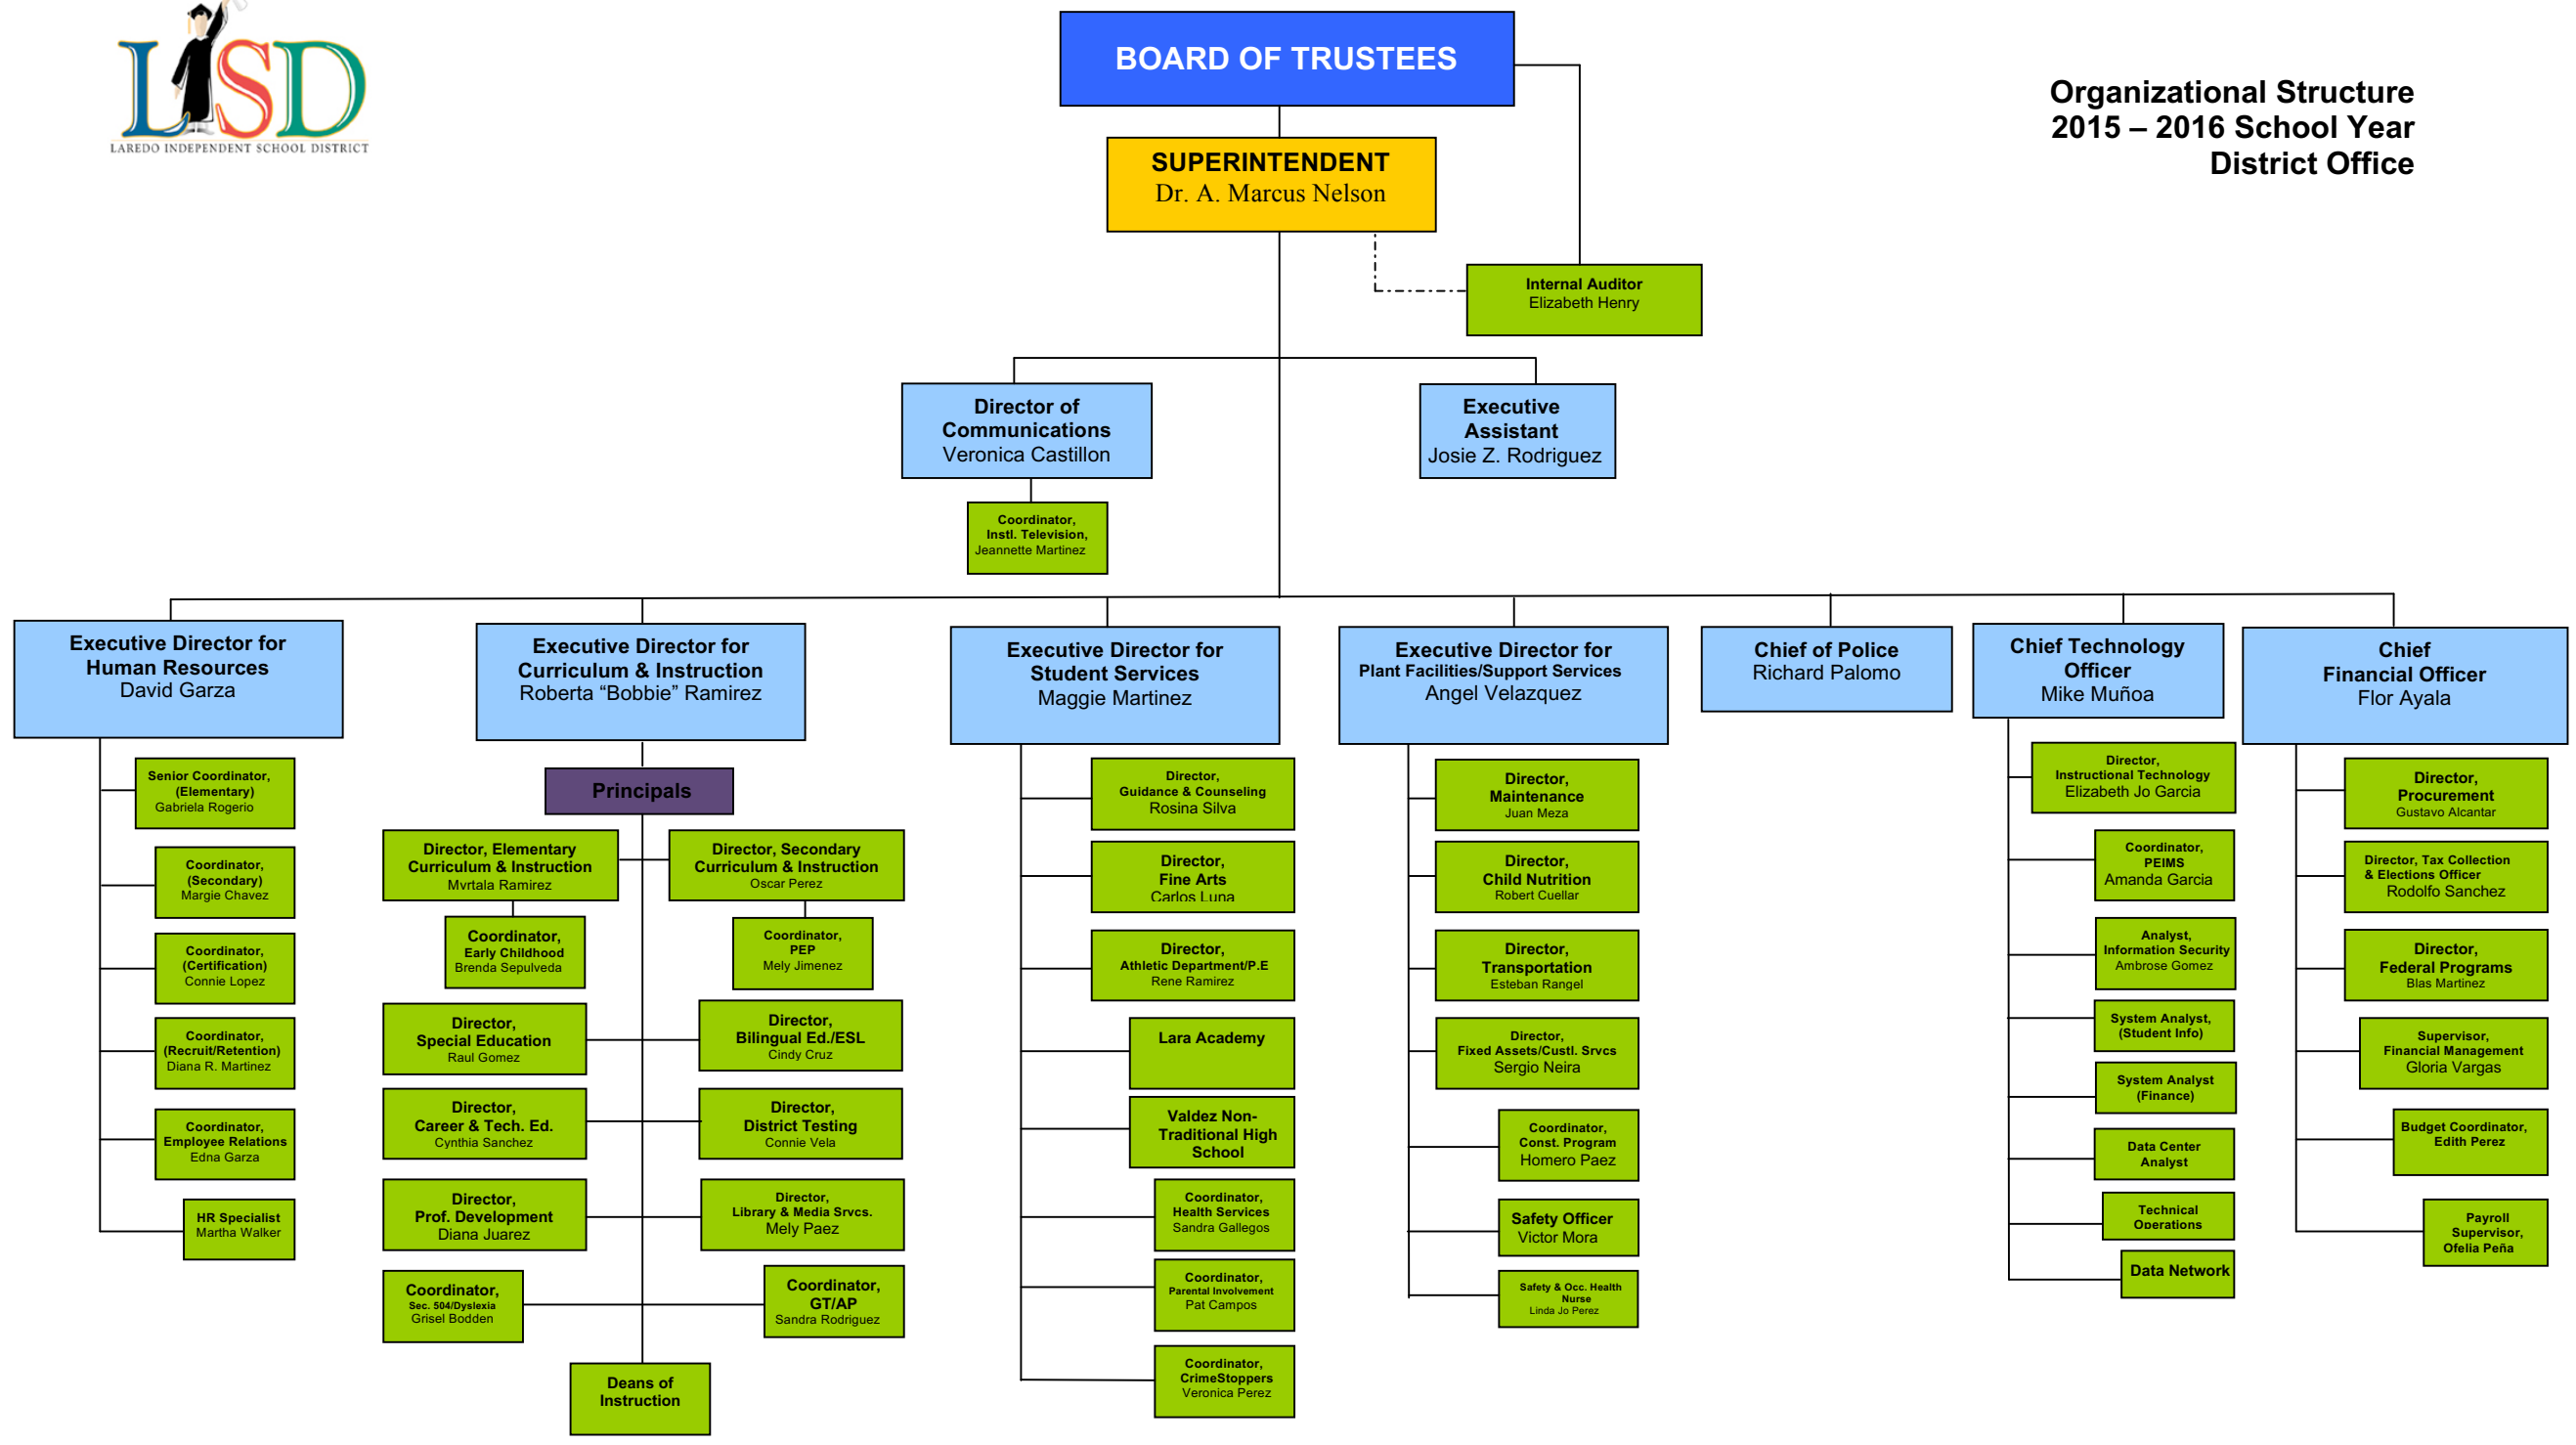 LISD
LAREDO INDEPENDENT SCHOOL DISTRICT
BOARD OF TRUSTEES
Organizational Structure
2015 – 2016 School Year
District Office
SUPERINTENDENT
Dr. A. Marcus Nelson
Internal Auditor
Elizabeth Henry
Director of
Communications
Veronica Castillon
Executive
Assistant
Josie Z. Rodriguez
Coordinator,
Instl. Television,
Jeannette Martinez
Executive Director for
Human Resources
David Garza
Senior Coordinator,
(Elementary)
Gabriela Rogerio
Coordinator,
(Secondary)
Margie Chavez
Coordinator,
(Certification)
Connie Lopez
Coordinator,
(Recruit/Retention)
Diana R. Martinez
Coordinator,
Employee Relations
Edna Garza
HR Specialist
Martha Walker
Executive Director for
Curriculum & Instruction
Roberta “Bobbie” Ramirez
Principals
Director, Elementary
Curriculum & Instruction
Mvrtala Ramirez
Director, Secondary
Curriculum & Instruction
Oscar Perez
Coordinator,
Early Childhood
Brenda Sepulveda
Coordinator,
PEP
Mely Jimenez
Director,
Special Education
Raul Gomez
Director,
Bilingual Ed./ESL
Cindy Cruz
Director,
Career & Tech. Ed.
Cynthia Sanchez
Director,
District Testing
Connie Vela
Director,
Prof. Development
Diana Juarez
Director,
Library & Media Srvcs.
Mely Paez
Coordinator,
Sec. 504/Dyslexia
Grisel Bodden
Coordinator,
GT/AP
Sandra Rodriguez
Deans of
Instruction
Executive Director for
Student Services
Maggie Martinez
Director,
Guidance & Counseling
Rosina Silva
Director,
Fine Arts
Carlos Luna
Director,
Athletic Department/P.E
Rene Ramirez
Lara Academy
Valdez Non-
Traditional High
School
Coordinator,
Health Services
Sandra Gallegos
Coordinator,
Parental Involvement
Pat Campos
Coordinator,
CrimeStoppers
Veronica Perez
Executive Director for
Plant Facilities/Support Services
Angel Velazquez
Director,
Maintenance
Juan Meza
Director,
Child Nutrition
Robert Cuellar
Director,
Transportation
Esteban Rangel
Director,
Fixed Assets/Custl. Srvcs
Sergio Neira
Coordinator,
Const. Program
Homero Paez
Safety Officer
Victor Mora
Safety & Occ. Health
Nurse
Linda Jo Perez
Chief of Police
Richard Palomo
Chief Technology
Officer
Mike Muñoa
Director,
Instructional Technology
Elizabeth Jo Garcia
Coordinator,
PEIMS
Amanda Garcia
Analyst,
Information Security
Ambrose Gomez
System Analyst,
(Student Info)
System Analyst
(Finance)
Data Center
Analyst
Technical
Operations
Data Network
Chief
Financial Officer
Flor Ayala
Director,
Procurement
Gustavo Alcantar
Director, Tax Collection
& Elections Officer
Rodolfo Sanchez
Director,
Federal Programs
Blas Martinez
Supervisor,
Financial Management
Gloria Vargas
Budget Coordinator,
Edith Perez
Payroll
Supervisor,
Ofelia Peña